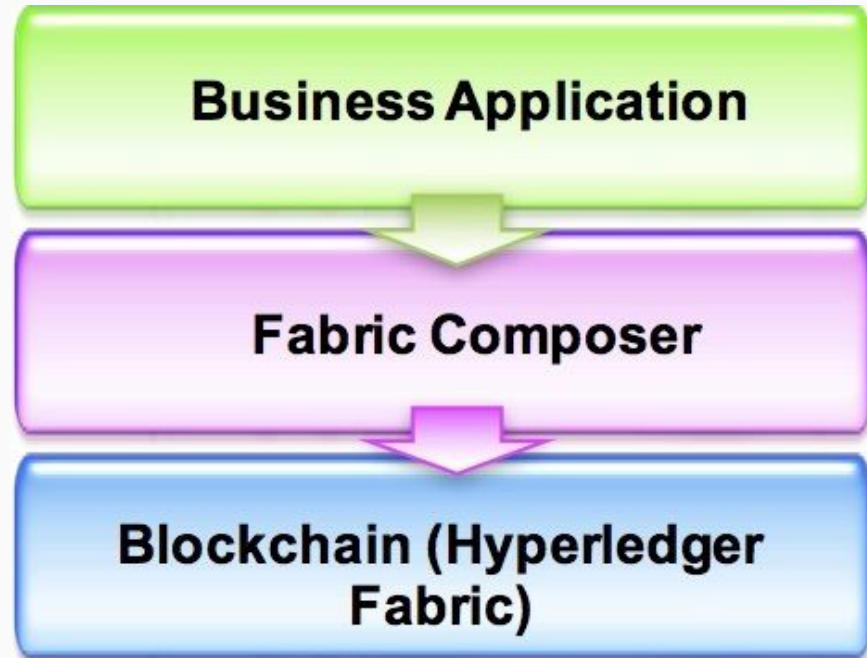 Business Application
Fabric Composer
Blockchain (Hyperledger
Fabric)